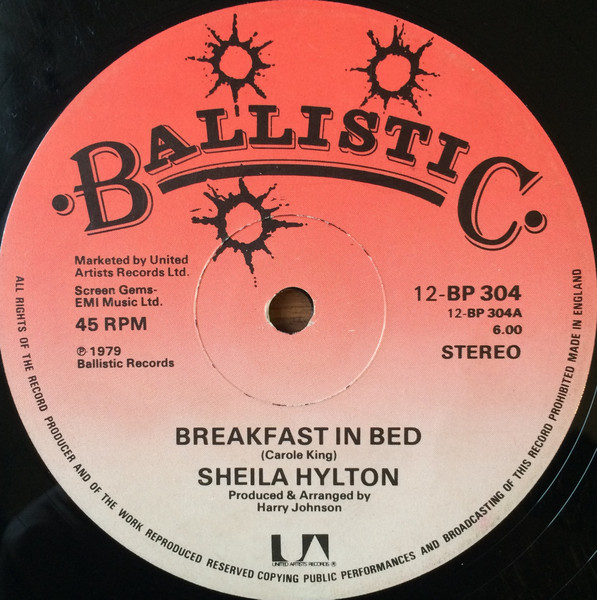 ·BALLISTIC·
Marketed by United
Artists Records Ltd.
Screen Gems-
EMI Music Ltd.
45 RPM
℗ 1979
Ballistic Records
12-BP 304
12-BP 304A
6.00
STEREO
BREAKFAST IN BED
(Carole King)
SHEILA HYLTON
Produced & Arranged by
Harry Johnson
UA
UNITED ARTISTS RECORDS ®
ALL RIGHTS OF THE RECORD PRODUCER AND OF THE WORK REPRODUCED RESERVED COPYING PUBLIC PERFORMANCES AND BROADCASTING OF THIS RECORD PROHIBITED MADE IN ENGLAND